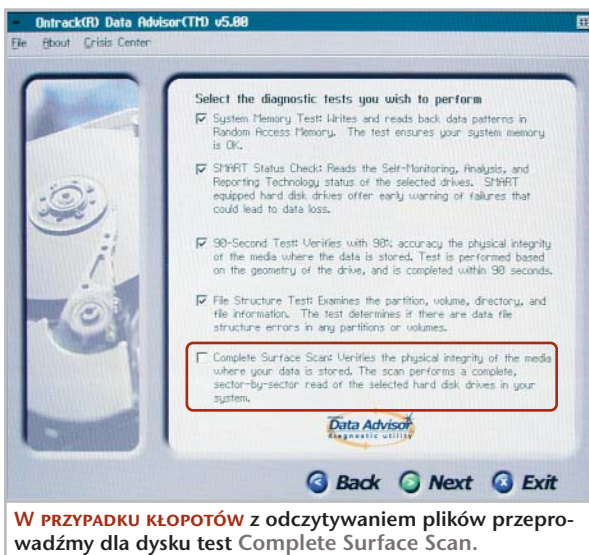 Ontrack(R) Data Advisor(TM) v5.00
File About Crisis Center
Select the diagnostic tests you wish to perform
System Memory Test: Writes and reads back data patterns in
Random Access Memory. The test ensures your system memory
is OK.
SMART Status Check: Reads the Self-Monitoring, Analysis, and
Reporting Technology status of the selected drives. SMART
equipped hard disk drives offer early warning of failures that
could lead to data loss.
90-Second Test: Verifies with 90% accuracy the physical integrity
of the media where the data is stored. Test is performed based
on the geometry of the drive, and is completed within 90 seconds.
File Structure Test: Examines the partition, volume, directory, and
file information. The test determines if there are data file
structure errors in any partitions or volumes.
Complete Surface Scan: Verifies the physical integrity of the media
where your data is stored. The scan performs a complete,
sector-by-sector read of the selected hard disk drives in your
system.
Data Advisor
diagnostic utility
Back Next Exit
W PRZYPADKU KŁOPOTÓW z odczytywaniem plików przepro-
wadźmy dla dysku test Complete Surface Scan.